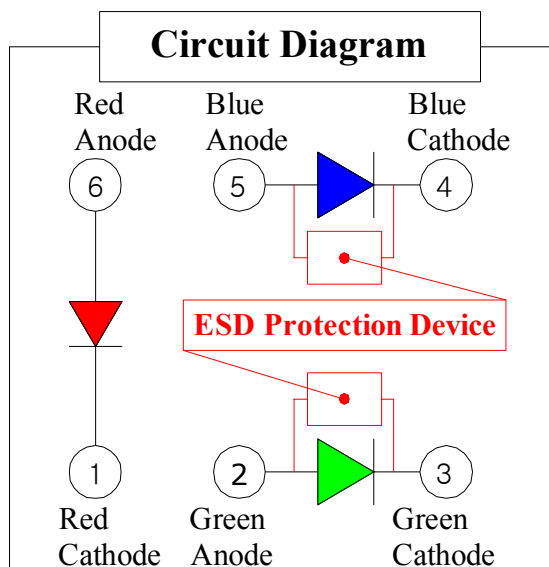 Circuit Diagram
Red
Anode
Blue
Anode
Blue
Cathode
6
5
4
ESD Protection Device
1
2
3
Red
Cathode
Green
Anode
Green
Cathode